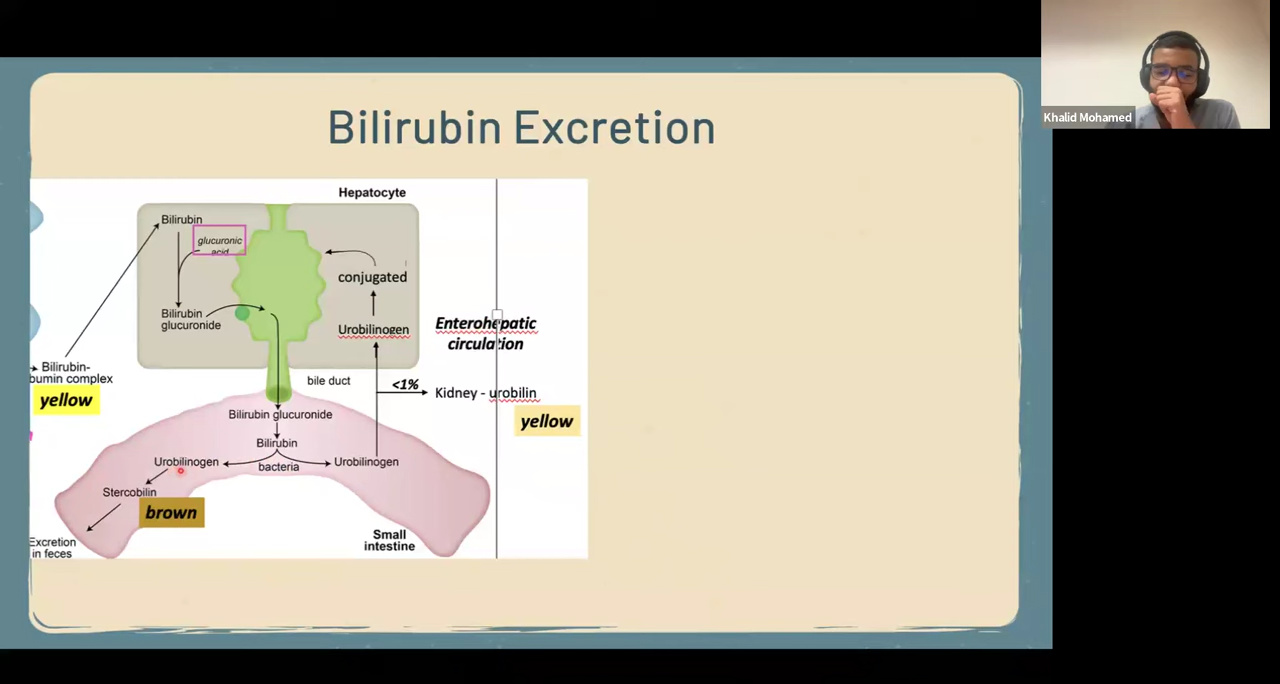 Khalid Mohamed
Bilirubin Excretion
Hepatocyte
Bilirubin
glucuronic
acid
conjugated
Bilirubin
glucuronide
Urobilinogen
Enterohepatic
circulation
Bilirubin-
bumin complex
yellow
bile duct
<1%
Kidney - urobilin
yellow
Bilirubin glucuronide
Bilirubin
Urobilinogen
bacteria
Urobilinogen
Stercobilin
brown
Excretion
in feces
Small
intestine